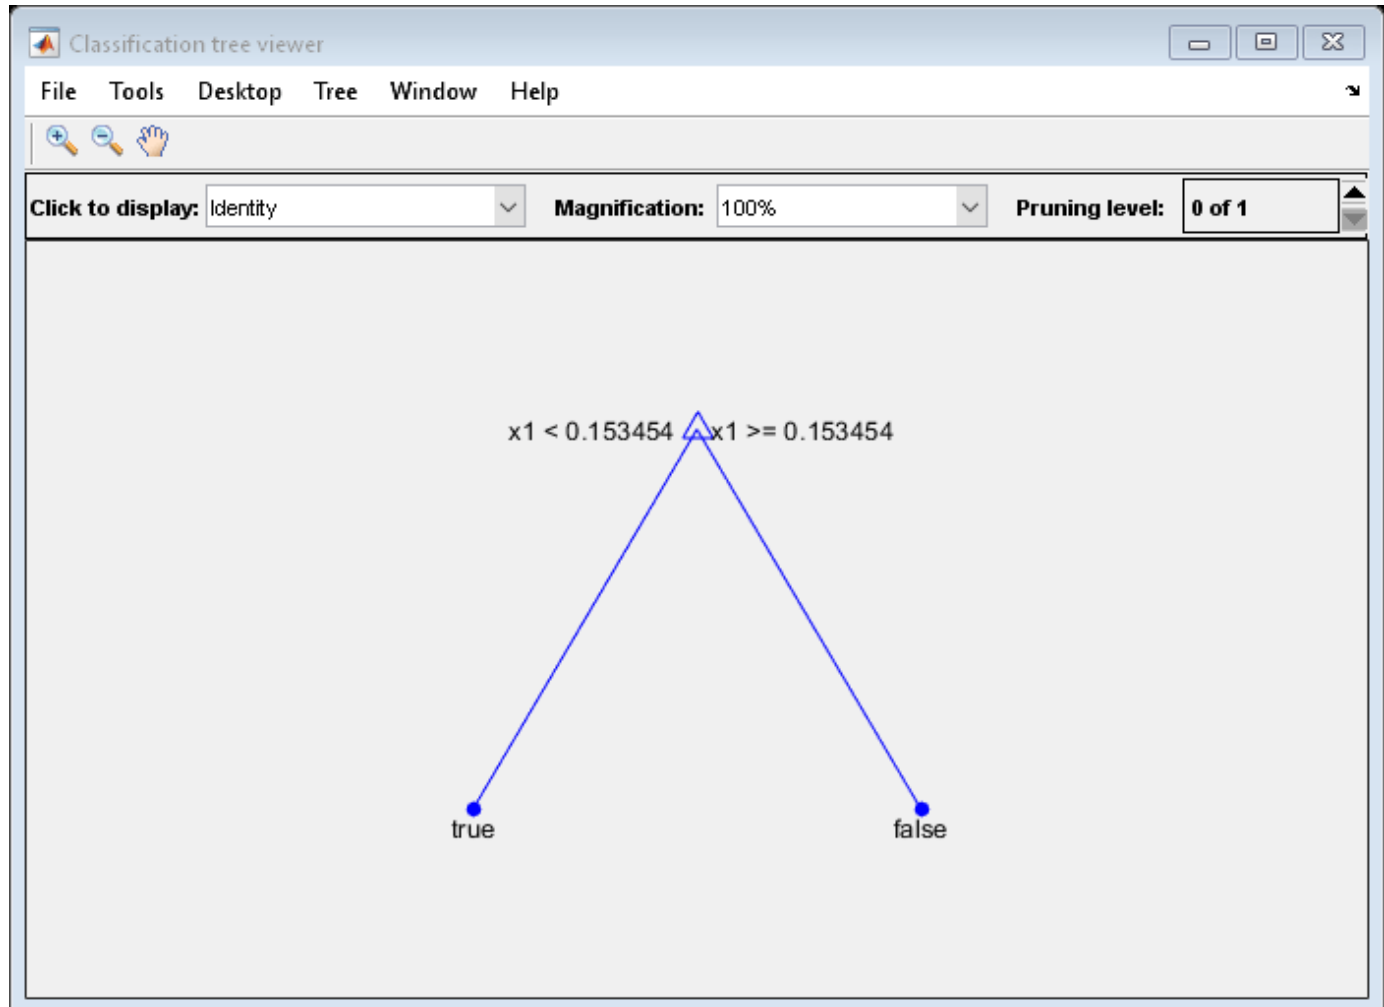 Classification tree viewer
File Tools Desktop Tree Window Help
Click to display: Identity Magnification: 100% Pruning level: 0 of 1
x1 < 0.153454 x1 >= 0.153454
true false